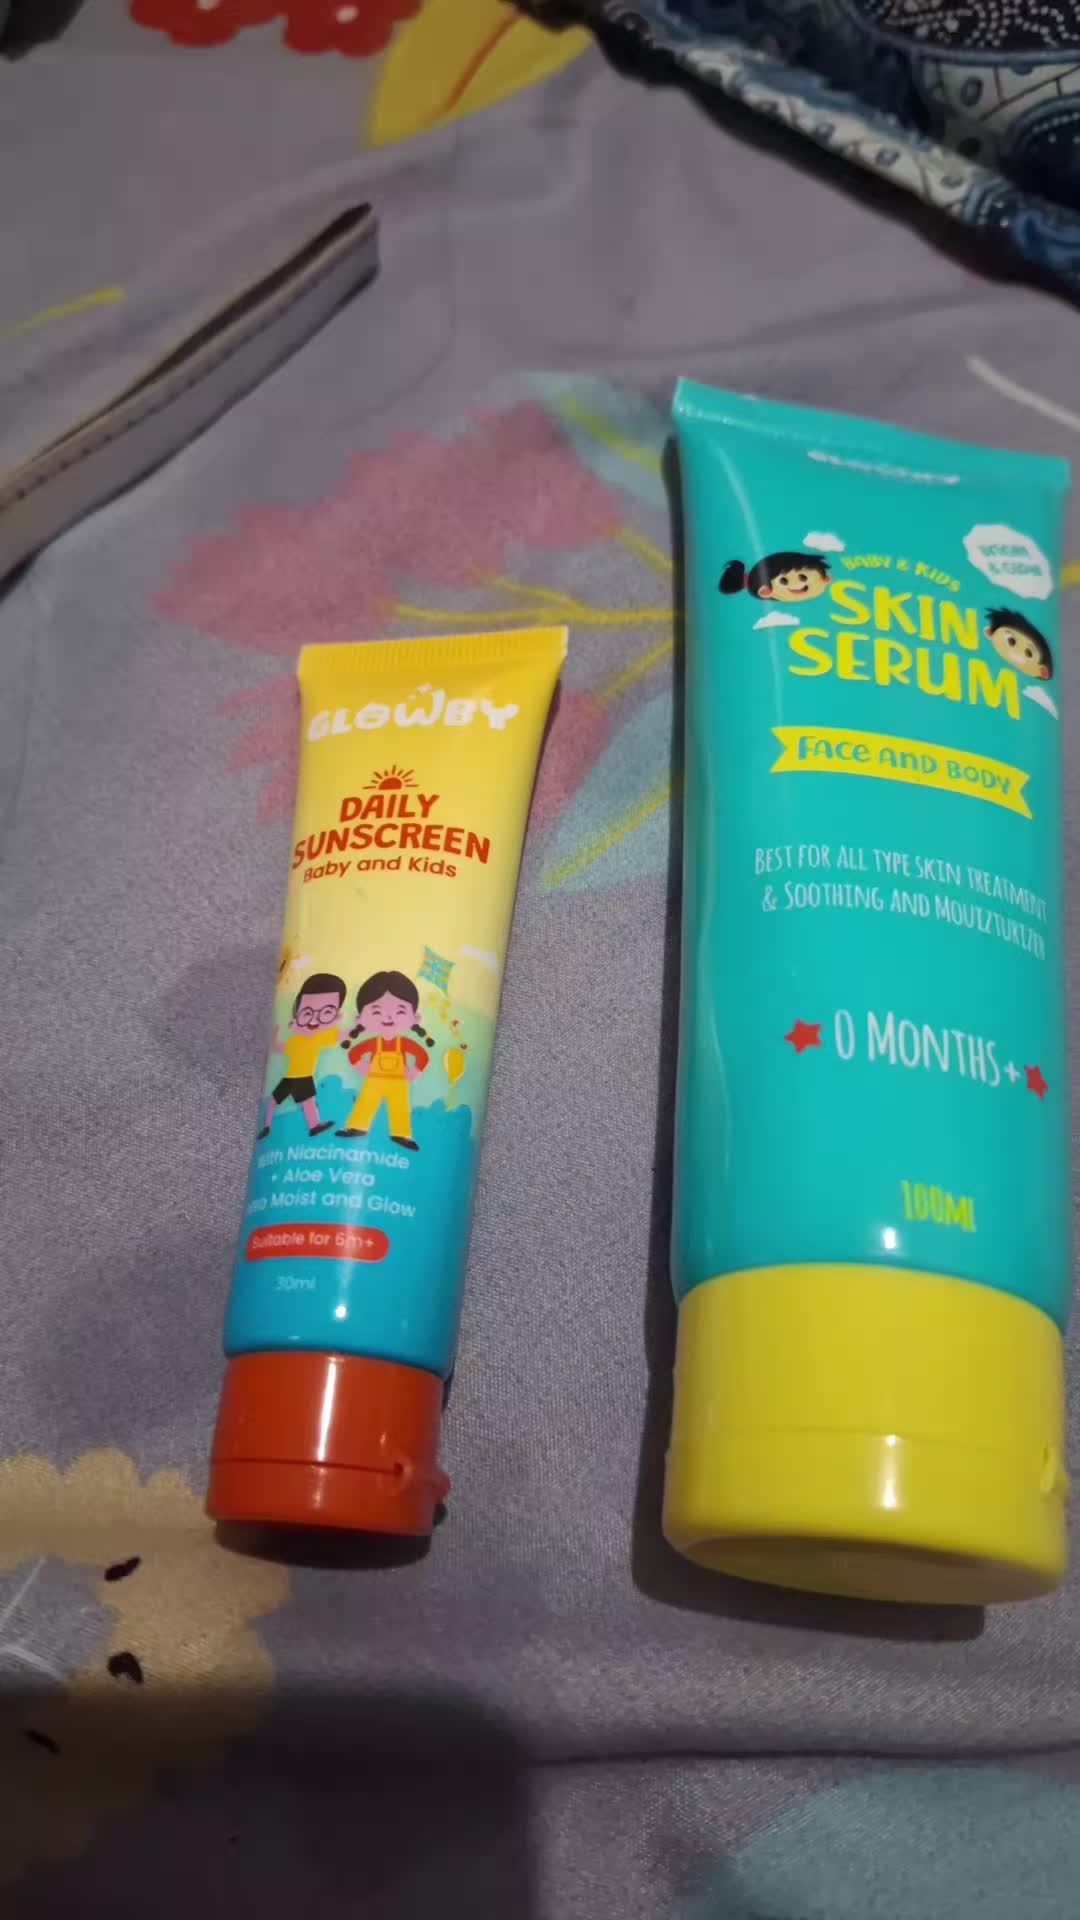 GLOWBY
DAILY
SUNSCREEN
Baby and Kids
With Niacinamide
+ Aloe Vera
Moist and Glow
Suitable for 6m+
30ml
BABY & KIDS
SKIN
SERUM
FACE AND BODY
BEST FOR ALL TYPE SKIN TREATMENT
& SOOTHING AND MOUIZTURIZER
0 MONTHS+
100ML